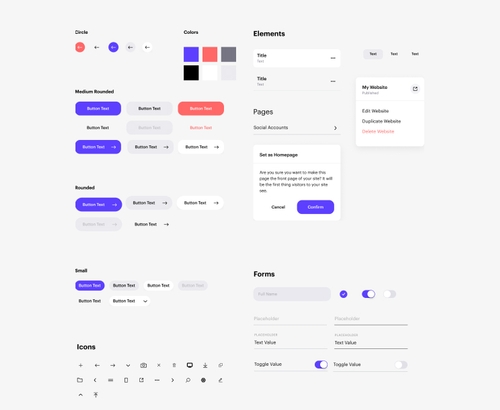 Circle
Colors
Elements
Title
Text
Title
Text
Text Text Text
My Website
Published
Edit Website
Duplicate Website
Delete Website
Medium Rounded
Button Text Button Text Button Text
Button Text Button Text Button Text
Button Text Button Text Button Text
Pages
Social Accounts
Set as Homepage
Are you sure you want to make this
page the front page of your site? It will
be the first thing visitors to your site
see.
Cancel Confirm
Rounded
Button Text Button Text Button Text
Button Text Button Text
Small
Button Text Button Text Button Text Button Text
Button Text Button Text
Forms
Full Name
Placeholder Placeholder
PLACEHOLDER PLACEHOLDER
Text Value Text Value
Toggle Value Toggle Value
Icons